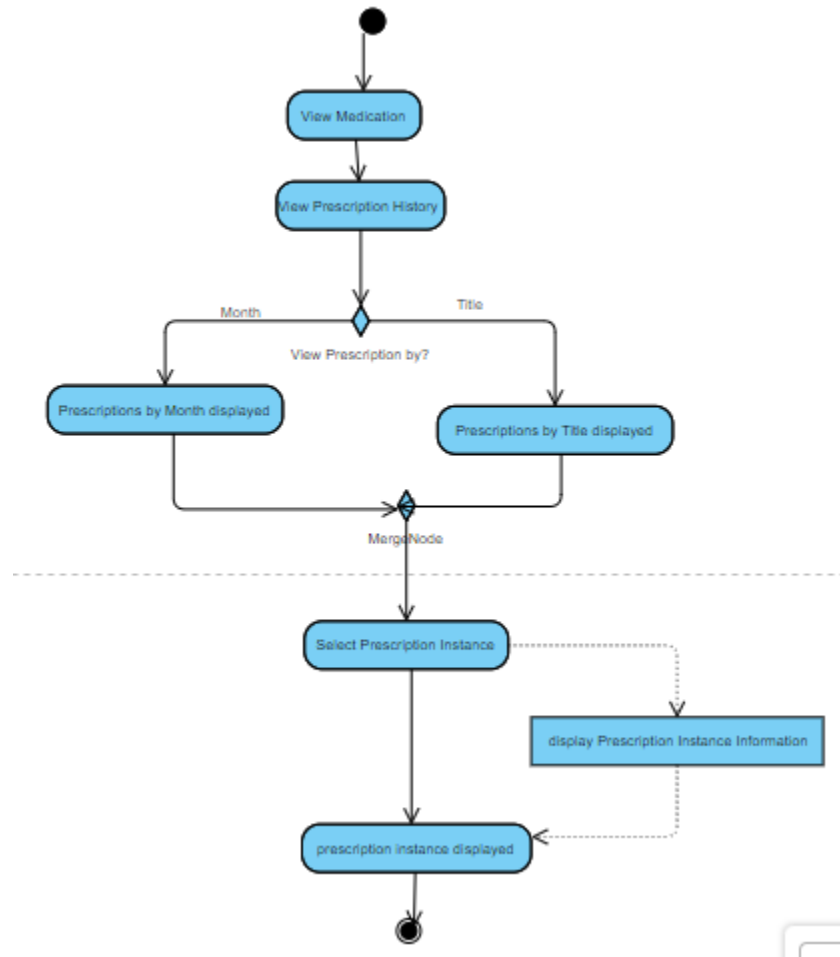 View Medication
View Prescription History
Month
Title
View Prescription by?
Prescriptions by Month displayed
Prescriptions by Title displayed
MergeNode
Select Prescription Instance
display Prescription Instance Information
prescription instance displayed